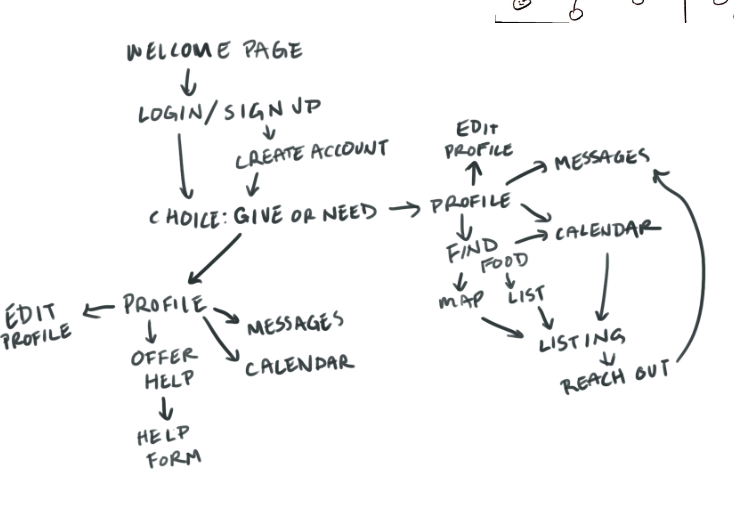 WELCOME PAGE
LOGIN/SIGN UP
CREATE ACCOUNT
CHOICE: GIVE OR NEED
PROFILE
EDIT
PROFILE
MESSAGES
CALENDAR
OFFER
HELP
HELP
FORM
PROFILE
EDIT
PROFILE
MESSAGES
CALENDAR
FIND
FOOD
MAP
LIST
LISTING
REACH OUT